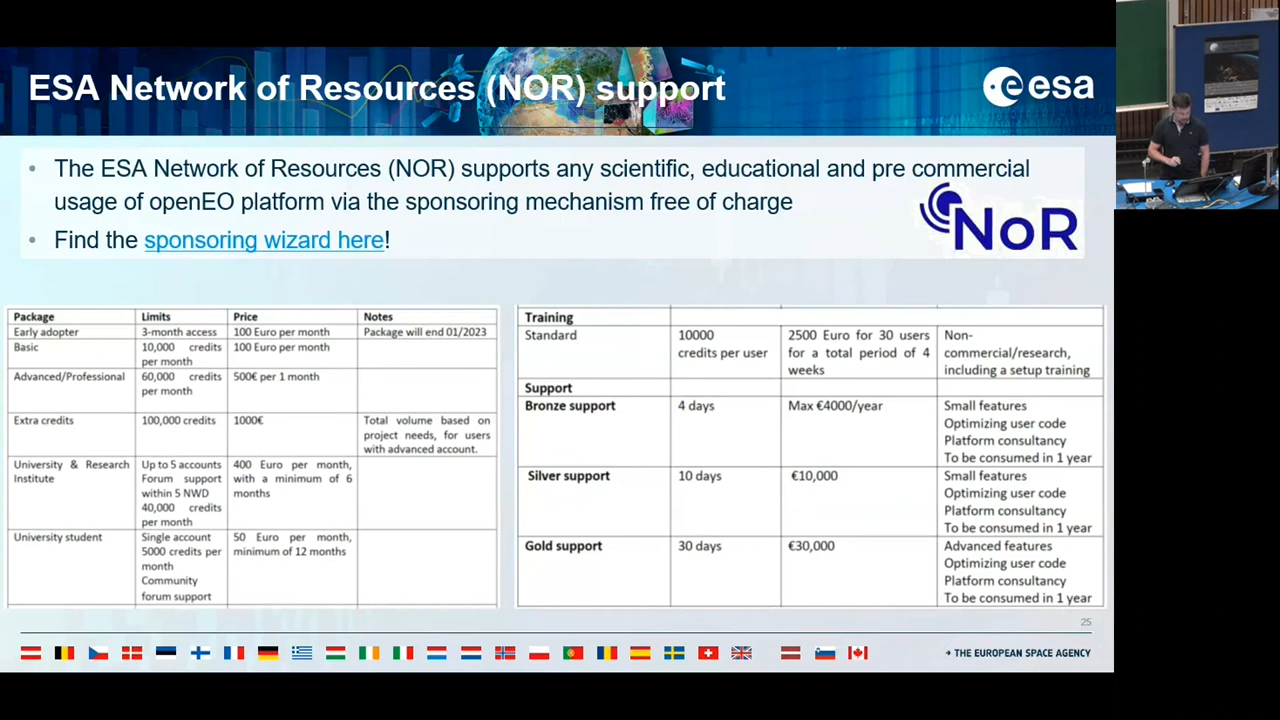 ESA Network of Resources (NOR) support
esa
• The ESA Network of Resources (NOR) supports any scientific, educational and pre commercial
usage of openEO platform via the sponsoring mechanism free of charge
• Find the sponsoring wizard here!
NoR
Package Limits Price Notes
Early adopter 3-month access 100 Euro per month Package will end 01/2023
Basic 10,000 credits 100 Euro per month
per month
Advanced/Professional 60,000 credits 500€ per 1 month
per month
Extra credits 100,000 credits 1000€ Total volume based on
project needs, for users
with advanced account.
University & Research Up to 5 accounts 400 Euro per month,
Institute Forum support with a minimum of 6
within 5 NWD months
40,000 credits
per month
University student Single account 50 Euro per month,
5000 credits per minimum of 12 months
month
Community
forum support
Training
Standard 10000 2500 Euro for 30 users Non-
credits per user for a total period of 4 commercial/research,
weeks including a setup training
Support
Bronze support 4 days Max €4000/year Small features
Optimizing user code
Platform consultancy
To be consumed in 1 year
Silver support 10 days €10,000 Small features
Optimizing user code
Platform consultancy
To be consumed in 1 year
Gold support 30 days €30,000 Advanced features
Optimizing user code
Platform consultancy
To be consumed in 1 year
25
→ THE EUROPEAN SPACE AGENCY